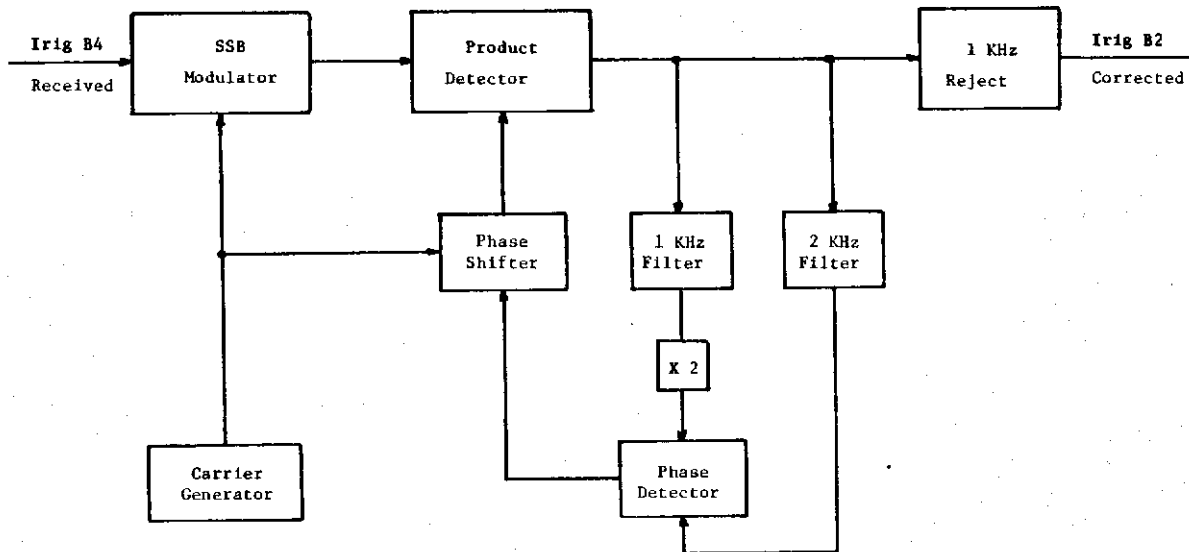 Irig B4
Received
SSB
Modulator
Product
Detector
1 KHz
Reject
Irig B2
Corrected
Phase
Shifter
1 KHz
Filter
2 KHz
Filter
X 2
Carrier
Generator
Phase
Detector